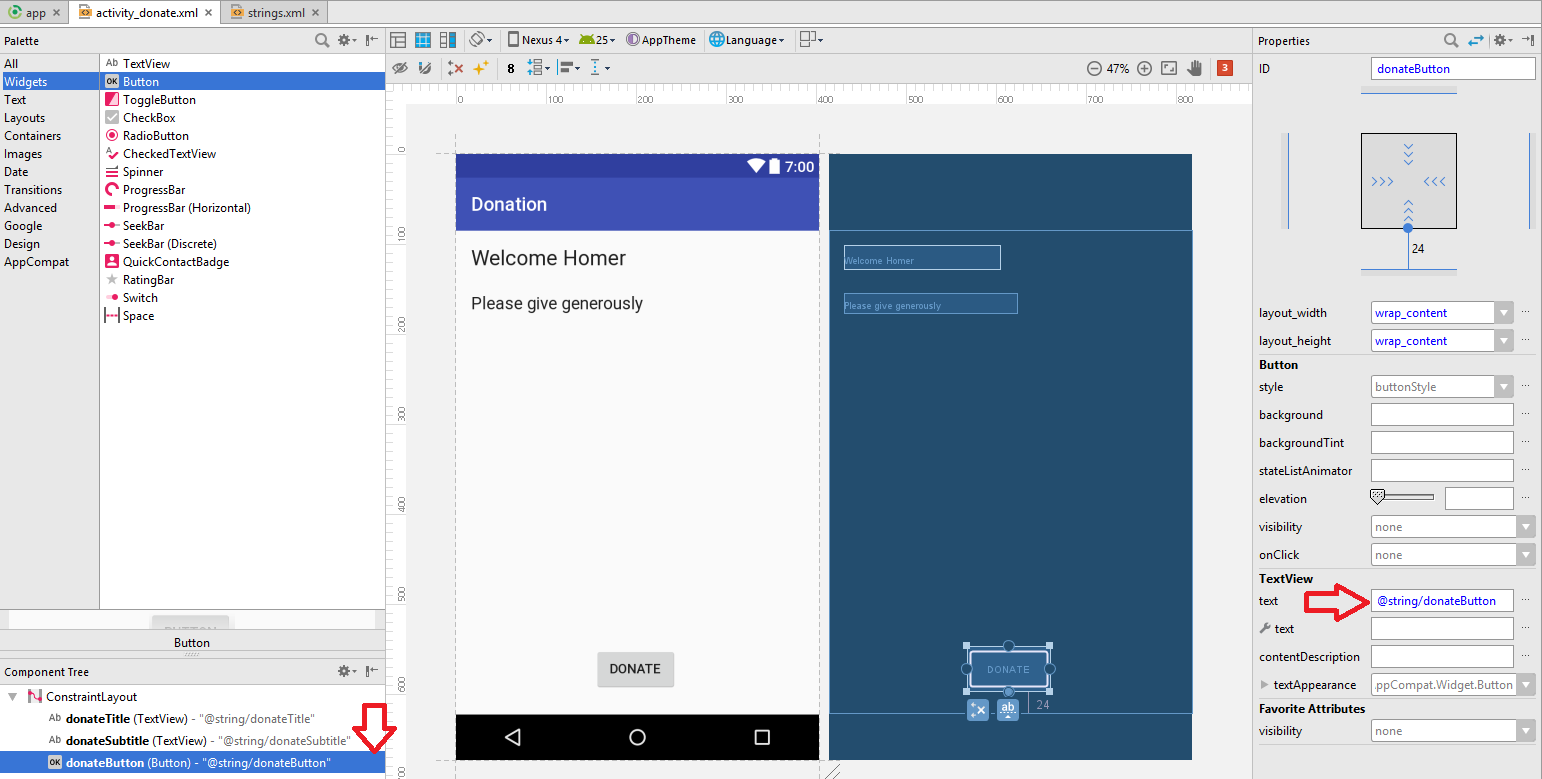 app
activity_donate.xml
strings.xml
Palette
Nexus 4
25
AppTheme
Language
Properties
All
Widgets
Text
Layouts
Containers
Images
Date
Transitions
Advanced
Google
Design
AppCompat
Ab TextView
OK Button
ToggleButton
CheckBox
RadioButton
CheckedTextView
Spinner
ProgressBar
ProgressBar (Horizontal)
SeekBar
SeekBar (Discrete)
QuickContactBadge
RatingBar
Switch
Space
Button
Component Tree
ConstraintLayout
Ab donateTitle (TextView) - "@string/donateTitle"
Ab donateSubtitle (TextView) - "@string/donateSubtitle"
OK donateButton (Button) - "@string/donateButton"
8
47%
3
0 100 200 300 400 500 600 700 800
0
100
200
300
400
500
600
700
7:00
Donation
Welcome Homer
Please give generously
DONATE
Welcome Homer
Please give generously
DONATE
ab
24
ID donateButton
24
layout_width wrap_content
layout_height wrap_content
Button
style buttonStyle
background
backgroundTint
stateListAnimator
elevation
visibility none
onClick none
TextView
text @string/donateButton
text
contentDescription
textAppearance .ppCompat.Widget.Button
Favorite Attributes
visibility none